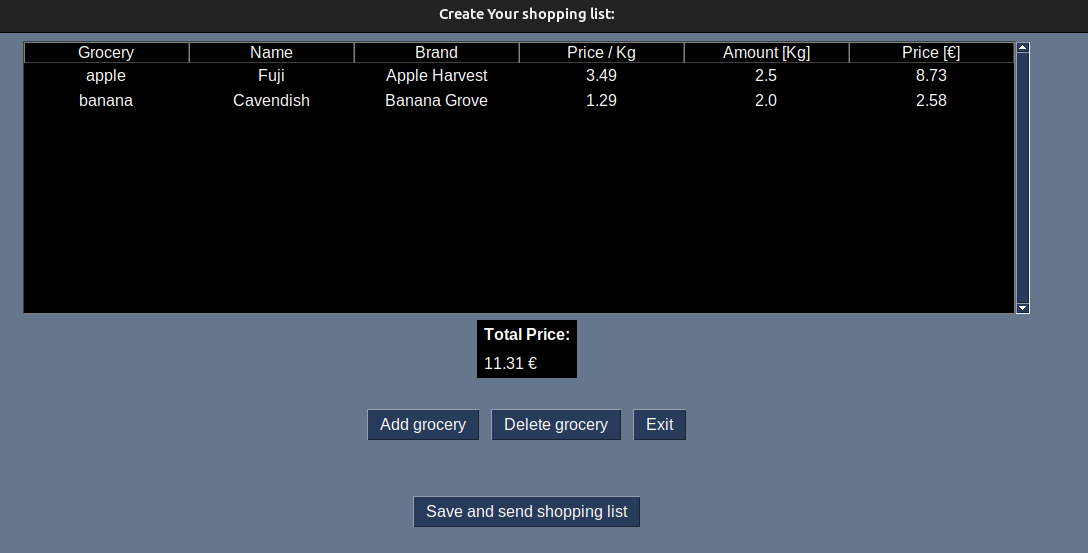 Create Your shopping list:
Grocery Name Brand Price / Kg Amount [Kg] Price [€]
apple Fuji Apple Harvest 3.49 2.5 8.73
banana Cavendish Banana Grove 1.29 2.0 2.58
Total Price:
11.31 €
Add grocery Delete grocery Exit
Save and send shopping list